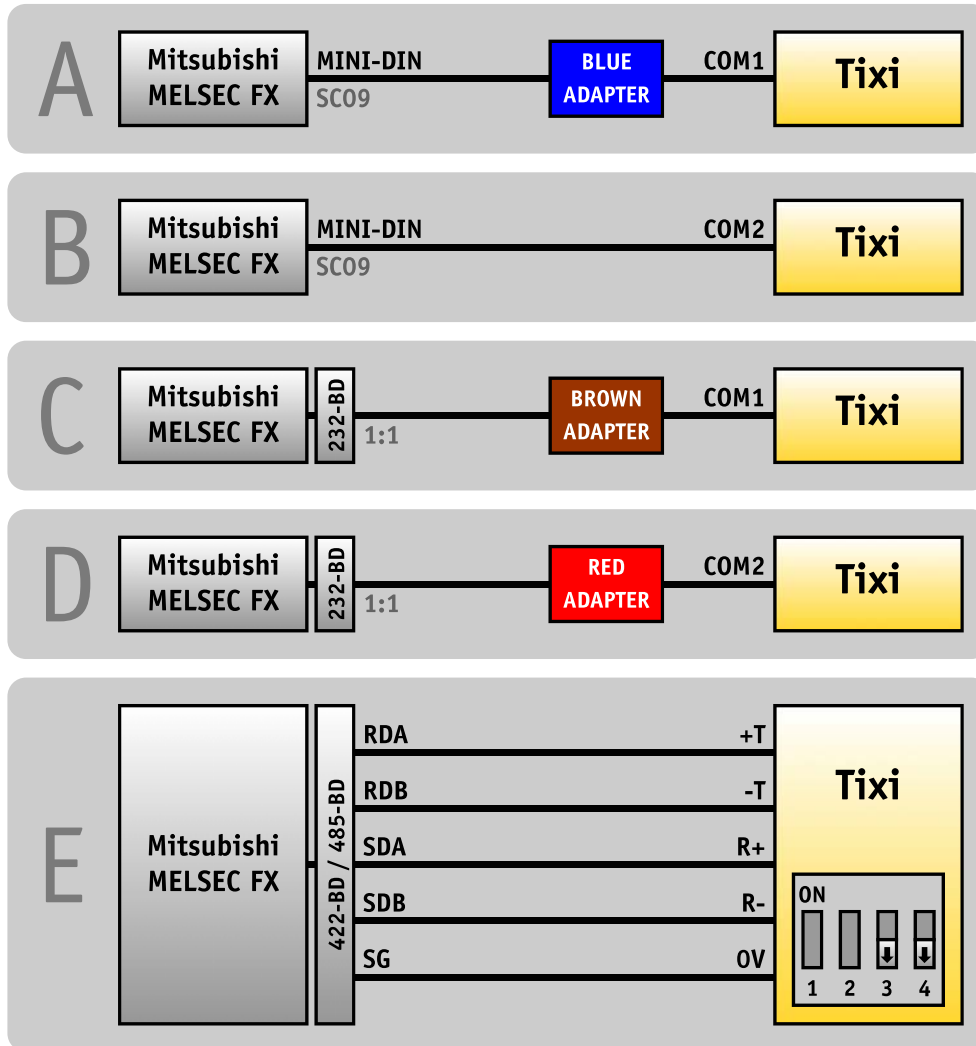 A
Mitsubishi
MELSEC FX
MINI-DIN
SC09
BLUE
ADAPTER
COM1
Tixi
B
Mitsubishi
MELSEC FX
MINI-DIN
SC09
COM2
Tixi
C
Mitsubishi
MELSEC FX
232-BD
1:1
BROWN
ADAPTER
COM1
Tixi
D
Mitsubishi
MELSEC FX
232-BD
1:1
RED
ADAPTER
COM2
Tixi
E
Mitsubishi
MELSEC FX
422-BD / 485-BD
RDA +T
RDB -T
SDA R+
SDB R-
SG 0V
Tixi
ON
1 2 3 4